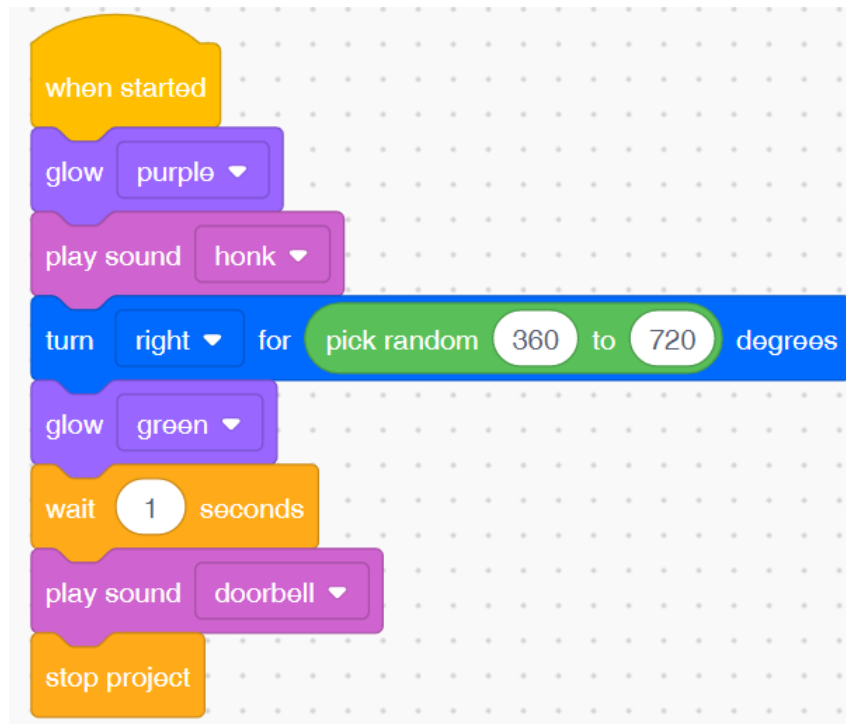 when started
glow purple
play sound honk
turn right for pick random 360 to 720 degrees
glow green
wait 1 seconds
play sound doorbell
stop project